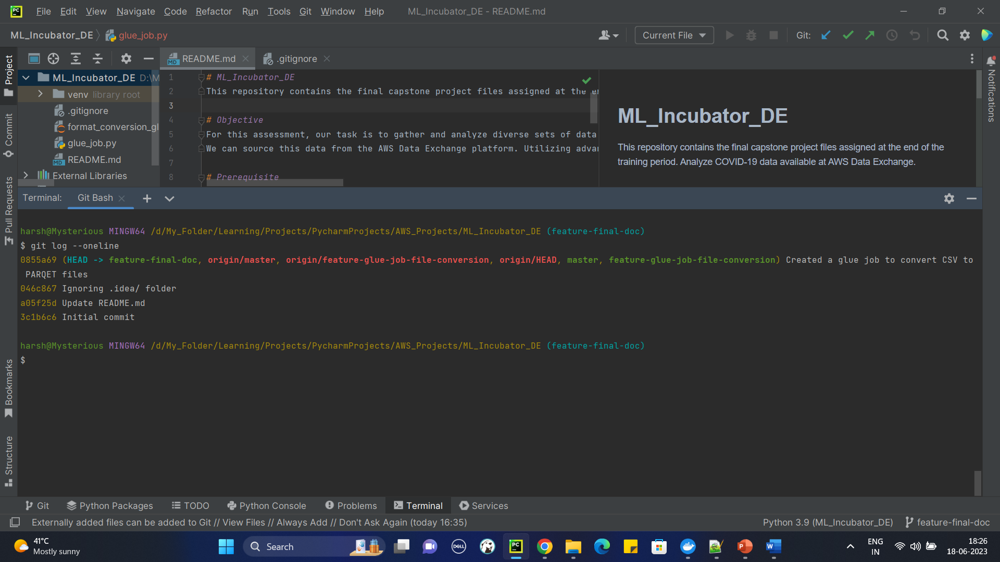 PC File Edit View Navigate Code Refactor Run Tools Git Window Help ML_Incubator_DE - README.md
ML_Incubator_DE glue_job.py Current File Git:
Project
Commit
Pull Requests
Bookmarks
Structure
Notifications
README.md .gitignore
ML_Incubator_DE D:\M
venv library root
.gitignore
format_conversion_gl
glue_job.py
README.md
External Libraries
1 # ML_Incubator_DE
2 This repository contains the final capstone project files assigned at the e
3
4 # Objective
5 For this assessment, our task is to gather and analyze diverse sets of data
6 We can source this data from the AWS Data Exchange platform. Utilizing adva
7
8 # Prerequisite
ML_Incubator_DE
This repository contains the final capstone project files assigned at the end of the
training period. Analyze COVID-19 data available at AWS Data Exchange.
Terminal: Git Bash
harsh@Mysterious MINGW64 /d/My_Folder/Learning/Projects/PycharmProjects/AWS_Projects/ML_Incubator_DE (feature-final-doc)
$ git log --oneline
0855a69 (HEAD -> feature-final-doc, origin/master, origin/feature-glue-job-file-conversion, origin/HEAD, master, feature-glue-job-file-conversion) Created a glue job to convert CSV to
PARQET files
046c867 Ignoring .idea/ folder
a05f25d Update README.md
3c1b6c6 Initial commit
harsh@Mysterious MINGW64 /d/My_Folder/Learning/Projects/PycharmProjects/AWS_Projects/ML_Incubator_DE (feature-final-doc)
$
Git Python Packages TODO Python Console Problems Terminal Services
Externally added files can be added to Git // View Files // Always Add // Don't Ask Again (today 16:35) Python 3.9 (ML_Incubator_DE) feature-final-doc
41°C
Mostly sunny
Search
DELL
PC
P
W
ENG
IN
18:26
18-06-2023